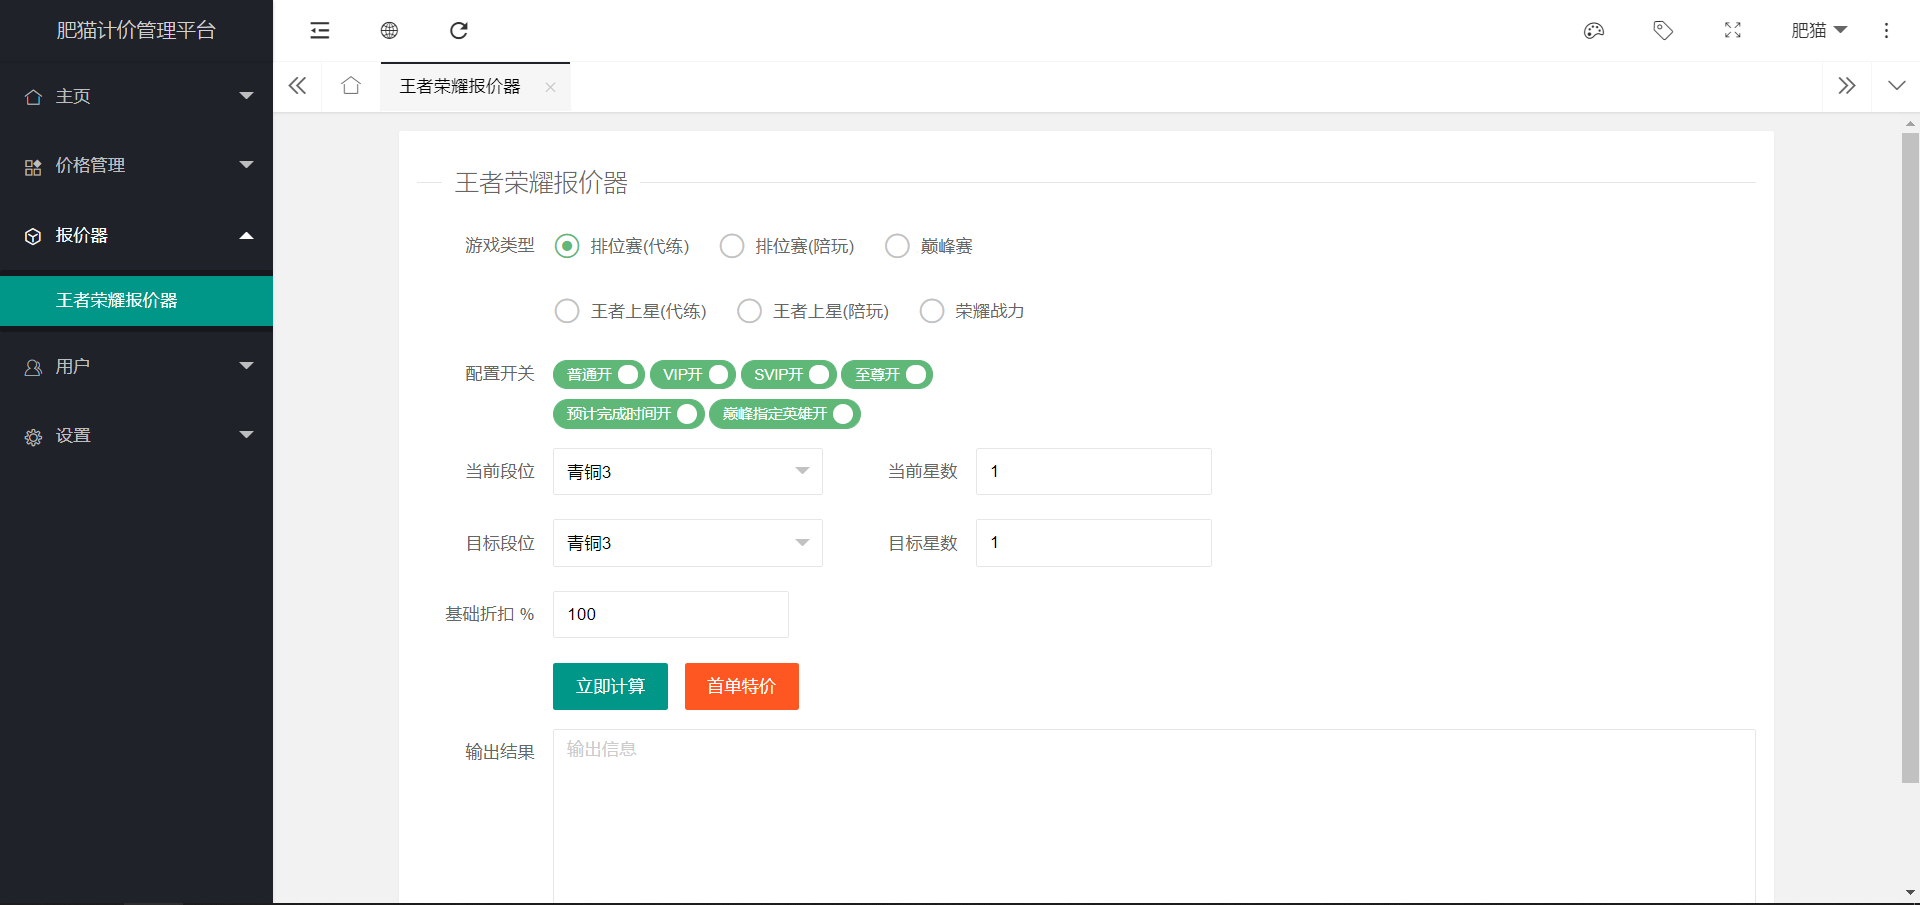 肥猫计价管理平台
肥猫
主页
价格管理
报价器
王者荣耀报价器
用户
设置
王者荣耀报价器
王者荣耀报价器
游戏类型
排位赛(代练)
排位赛(陪玩)
巅峰赛
王者上星(代练)
王者上星(陪玩)
荣耀战力
配置开关
普通开
VIP开
SVIP开
至尊开
预计完成时间开
巅峰指定英雄开
当前段位
青铜3
当前星数
1
目标段位
青铜3
目标星数
1
基础折扣 %
100
立即计算
首单特价
输出结果
输出信息